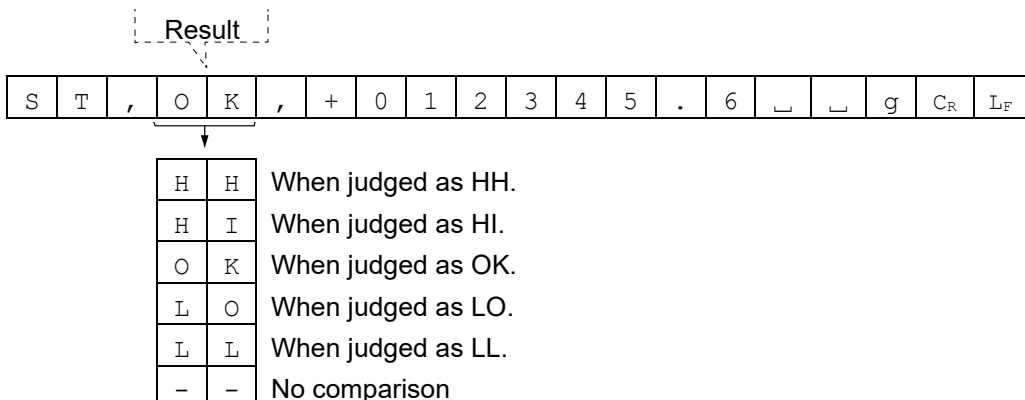 Result
S T , O K , + 0 1 2 3 4 5 . 6 ␣ ␣ g CR LF
H H When judged as HH.
H I When judged as HI.
O K When judged as OK.
L O When judged as LO.
L L When judged as LL.
- - No comparison